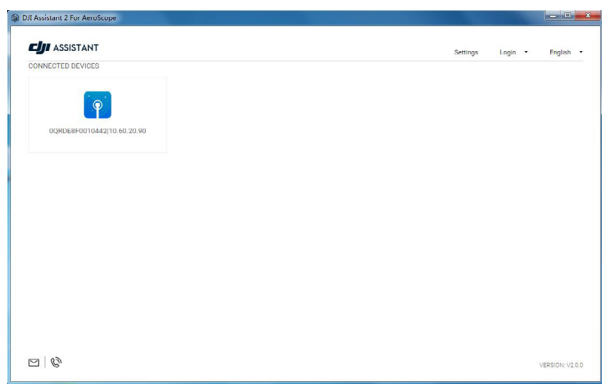 DJI Assistant 2 For AeroScope
dji ASSISTANT
Settings Login English
CONNECTED DEVICES
0QRDE8F0010442|10.60.20.90
VERSION: V2.0.0